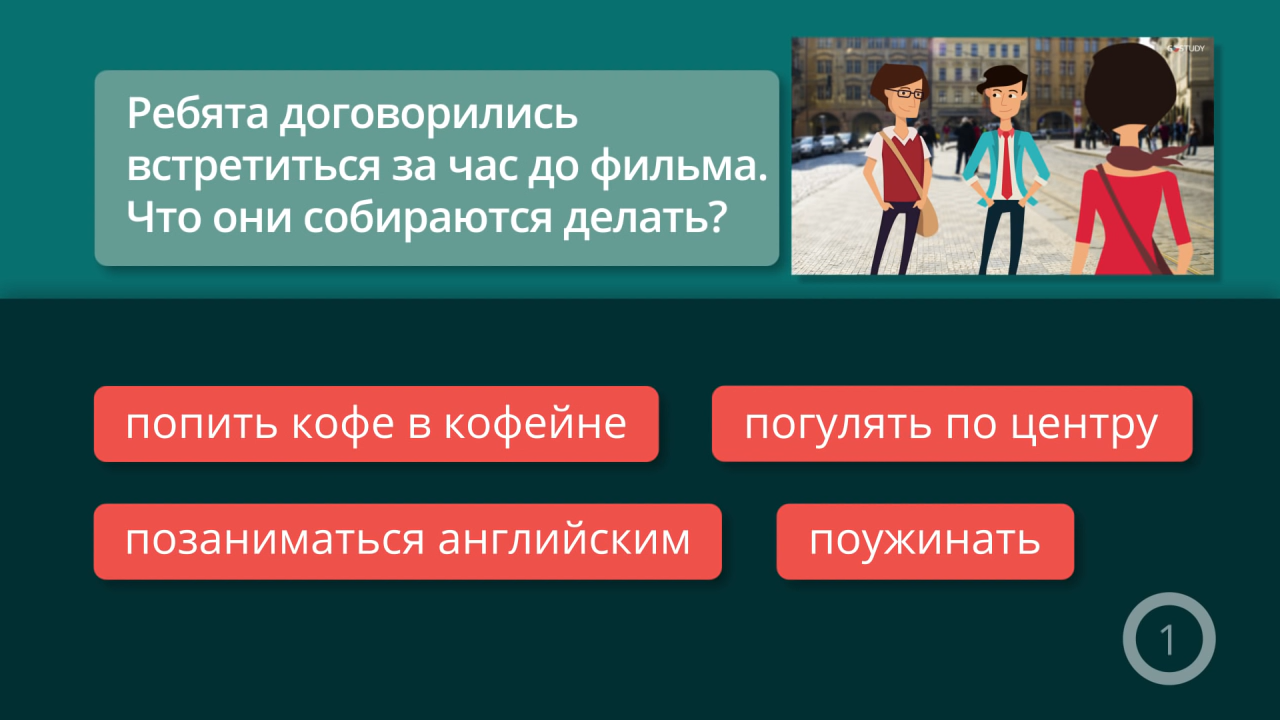 Ребята договорились
встретиться за час до фильма.
Что они собираются делать?
попить кофе в кофейне
погулять по центру
позаниматься английским
поужинать
1